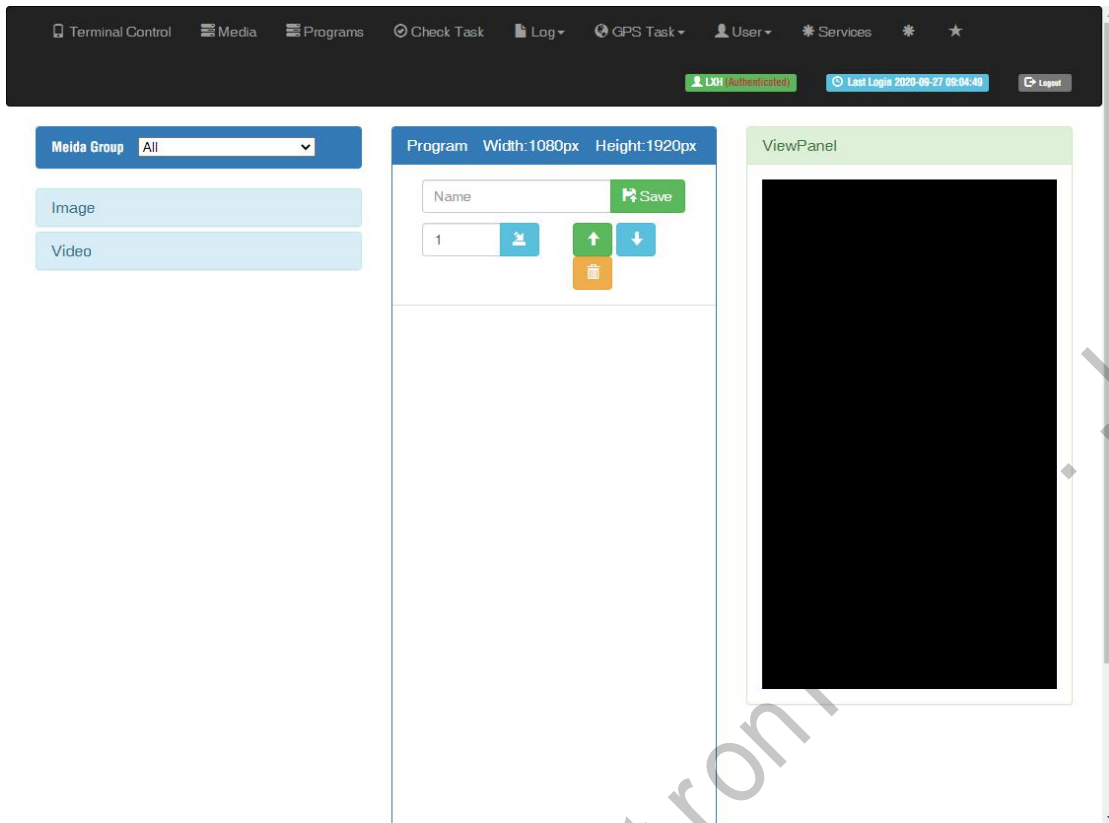 Terminal Control Media Programs Check Task Log GPS Task User Services
LXH (Authenticated) Last Login 2020-09-27 09:04:49 Logout
Meida Group All
Image
Video
Program Width:1080px Height:1920px
Name Save
1
ViewPanel